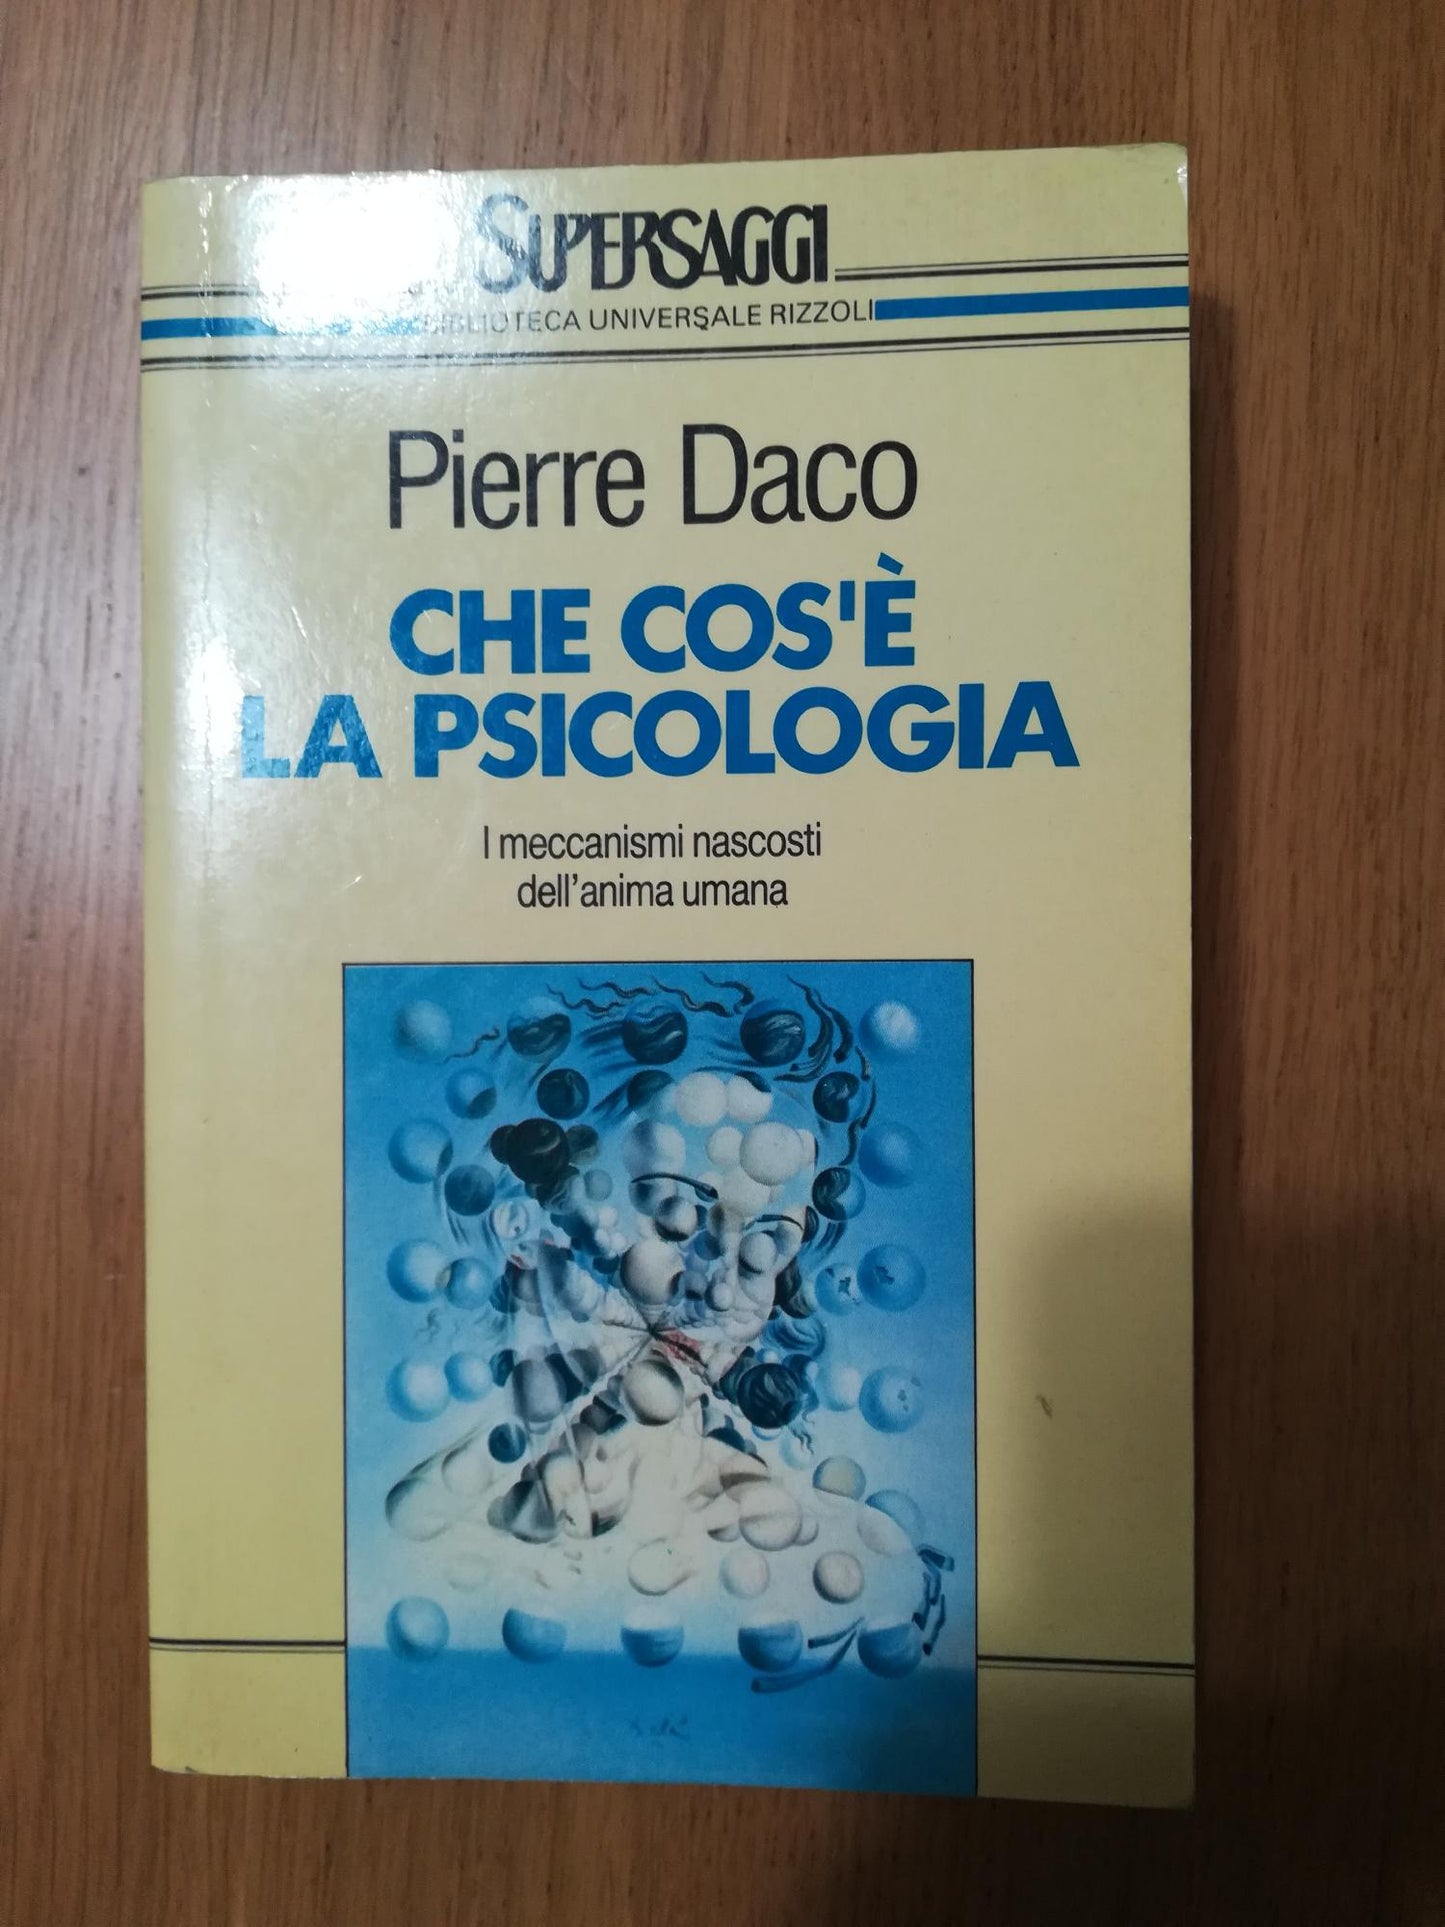 SUPERSAGGI
BIBLIOTECA UNIVERSALE RIZZOLI
Pierre Daco
CHE COS'È
LA PSICOLOGIA
I meccanismi nascosti
dell'anima umana